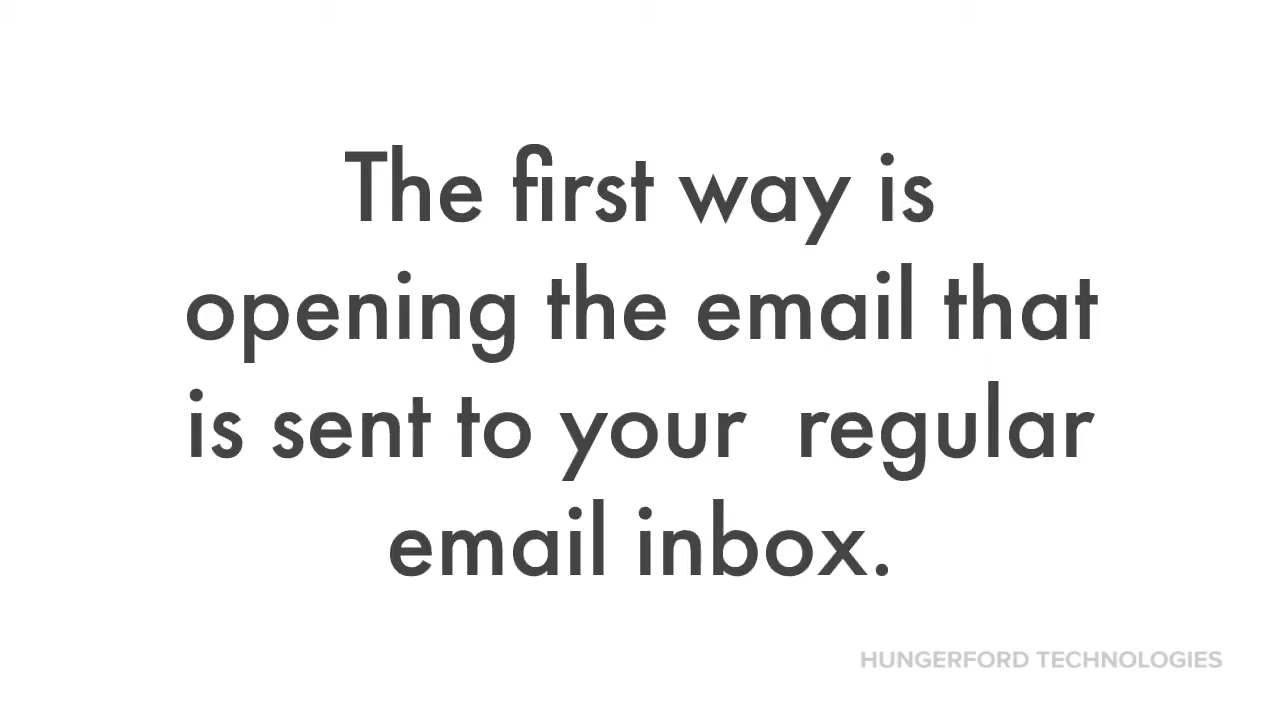 The first way is
opening the email that
is sent to your  regular
email inbox.
HUNGERFORD TECHNOLOGIES